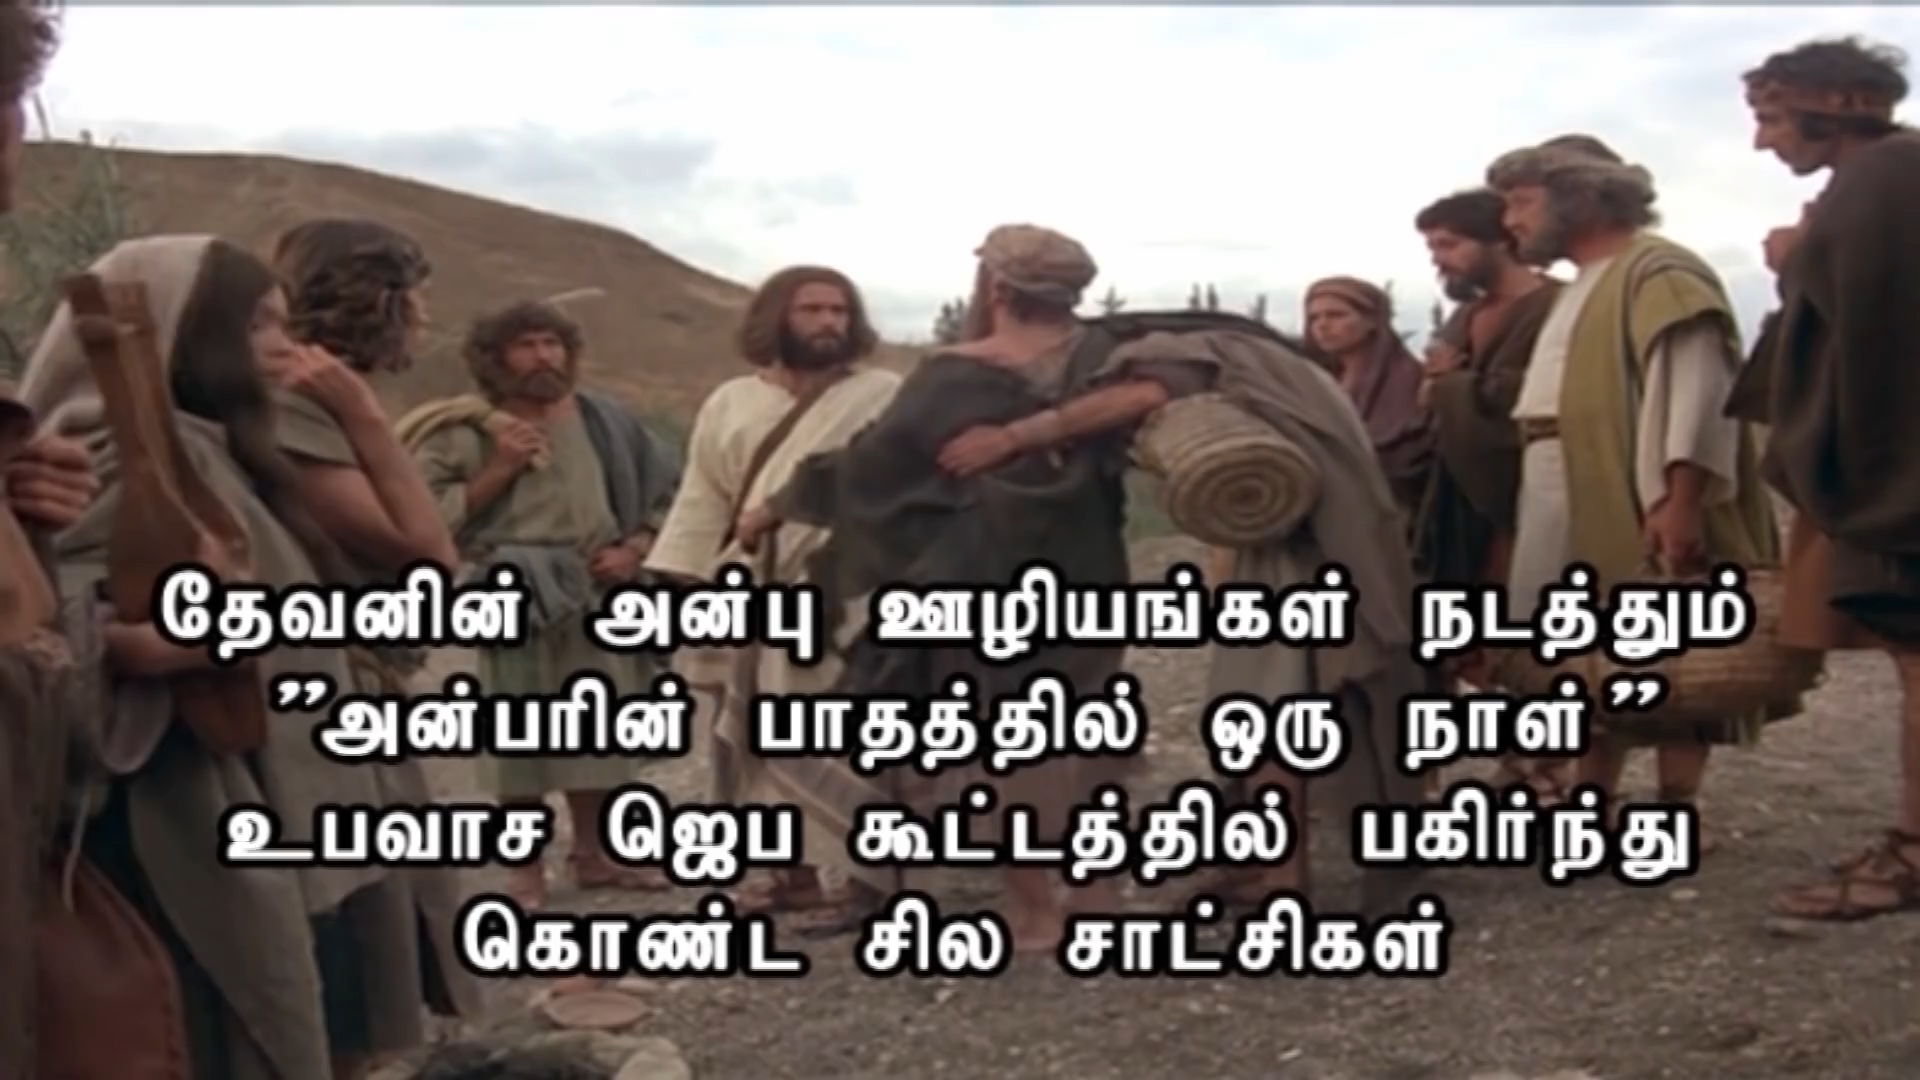 தேவனின் அன்பு ஊழியங்கள் நடத்தும்
”அன்பரின் பாதத்தில் ஒரு நாள்”
உபவாச ஜெப கூட்டத்தில் பகிர்ந்து
கொண்ட சில சாட்சிகள்